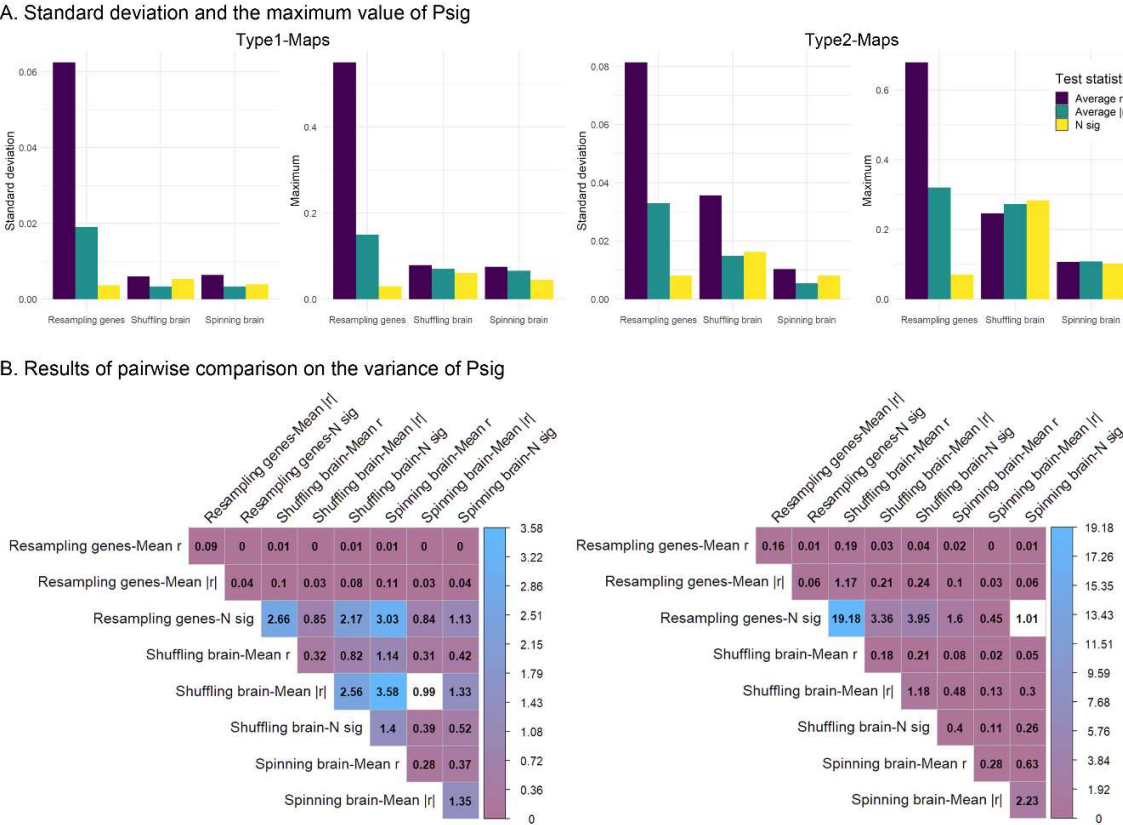 A. Standard deviation and the maximum value of Psig
Type1-Maps
Type2-Maps
Standard deviation
0.06
0.04
0.02
0.00
Resampling genes Shuffling brain Spinning brain
Maximum
0.4
0.2
0.0
Resampling genes Shuffling brain Spinning brain
Standard deviation
0.08
0.06
0.04
0.02
0.00
Resampling genes Shuffling brain Spinning brain
Maximum
0.6
0.4
0.2
0.0
Resampling genes Shuffling brain Spinning brain
Test statisti
Average r
Average |r
N sig
B. Results of pairwise comparison on the variance of Psig
Resampling genes-Mean |r|
Resampling genes-N sig
Shuffling brain-Mean r
Shuffling brain-Mean |r|
Shuffling brain-N sig
Spinning brain-Mean r
Spinning brain-Mean |r|
Spinning brain-N sig
Resampling genes-Mean r 0.09 0 0.01 0 0.01 0.01 0 0
Resampling genes-Mean |r| 0.04 0.1 0.03 0.08 0.11 0.03 0.04
Resampling genes-N sig 2.66 0.85 2.17 3.03 0.84 1.13
Shuffling brain-Mean r 0.32 0.82 1.14 0.31 0.42
Shuffling brain-Mean |r| 2.56 3.58 0.99 1.33
Shuffling brain-N sig 1.4 0.39 0.52
Spinning brain-Mean r 0.28 0.37
Spinning brain-Mean |r| 1.35
3.58
3.22
2.86
2.51
2.15
1.79
1.43
1.08
0.72
0.36
0
Resampling genes-Mean |r|
Resampling genes-N sig
Shuffling brain-Mean r
Shuffling brain-Mean |r|
Shuffling brain-N sig
Spinning brain-Mean r
Spinning brain-Mean |r|
Spinning brain-N sig
Resampling genes-Mean r 0.16 0.01 0.19 0.03 0.04 0.02 0 0.01
Resampling genes-Mean |r| 0.06 1.17 0.21 0.24 0.1 0.03 0.06
Resampling genes-N sig 19.18 3.36 3.95 1.6 0.45 1.01
Shuffling brain-Mean r 0.18 0.21 0.08 0.02 0.05
Shuffling brain-Mean |r| 1.18 0.48 0.13 0.3
Shuffling brain-N sig 0.4 0.11 0.26
Spinning brain-Mean r 0.28 0.63
Spinning brain-Mean |r| 2.23
19.18
17.26
15.35
13.43
11.51
9.59
7.68
5.76
3.84
1.92
0